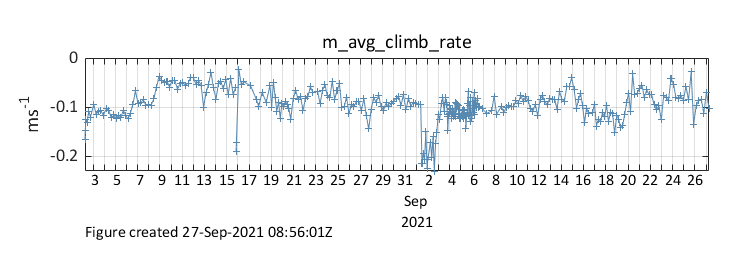 m_avg_climb_rate
0
-0.1
-0.2
ms-1
3 5 7 9 11 13 15 17 19 21 23 25 27 29 31 2 4 6 8 10 12 14 16 18 20 22 24 26
Sep
2021
Figure created 27-Sep-2021 08:56:01Z